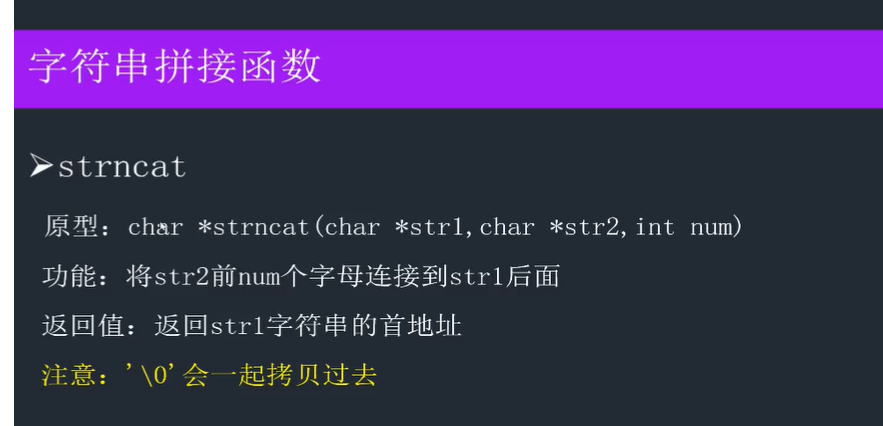 字符串拼接函数
➢strncat
原型：char *strncat(char *str1,char *str2,int num)
功能：将str2前num个字母连接到str1后面
返回值：返回str1字符串的首地址
注意：'\0'会一起拷贝过去